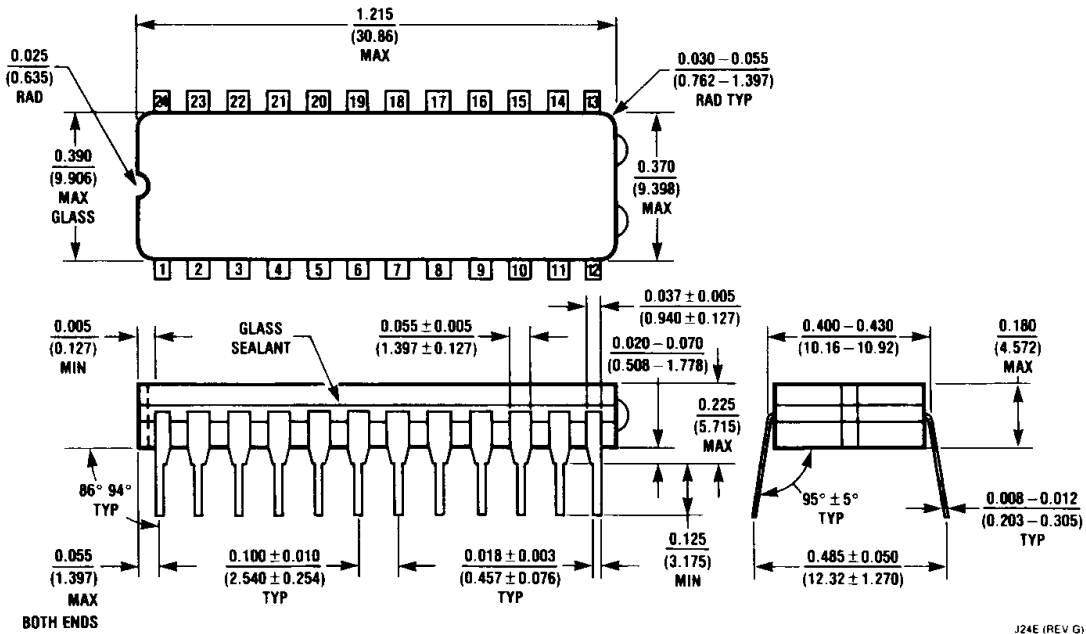 1.215
(30.86)
MAX
0.025
(0.635)
RAD
0.030 – 0.055
(0.762 – 1.397)
RAD TYP
24 23 22 21 20 19 18 17 16 15 14 13
0.390
(9.906)
MAX
GLASS
0.370
(9.398)
MAX
1 2 3 4 5 6 7 8 9 10 11 12
0.005
(0.127)
MIN
GLASS
SEALANT
0.055 ± 0.005
(1.397 ± 0.127)
0.037 ± 0.005
(0.940 ± 0.127)
0.020 – 0.070
(0.508 – 1.778)
0.225
(5.715)
MAX
0.400 – 0.430
(10.16 – 10.92)
0.180
(4.572)
MAX
86° 94°
TYP
95° ± 5°
TYP
0.008 – 0.012
(0.203 – 0.305)
TYP
0.055
(1.397)
MAX
BOTH ENDS
0.100 ± 0.010
(2.540 ± 0.254)
TYP
0.018 ± 0.003
(0.457 ± 0.076)
TYP
0.125
(3.175)
MIN
0.485 ± 0.050
(12.32 ± 1.270)
J24E (REV G)